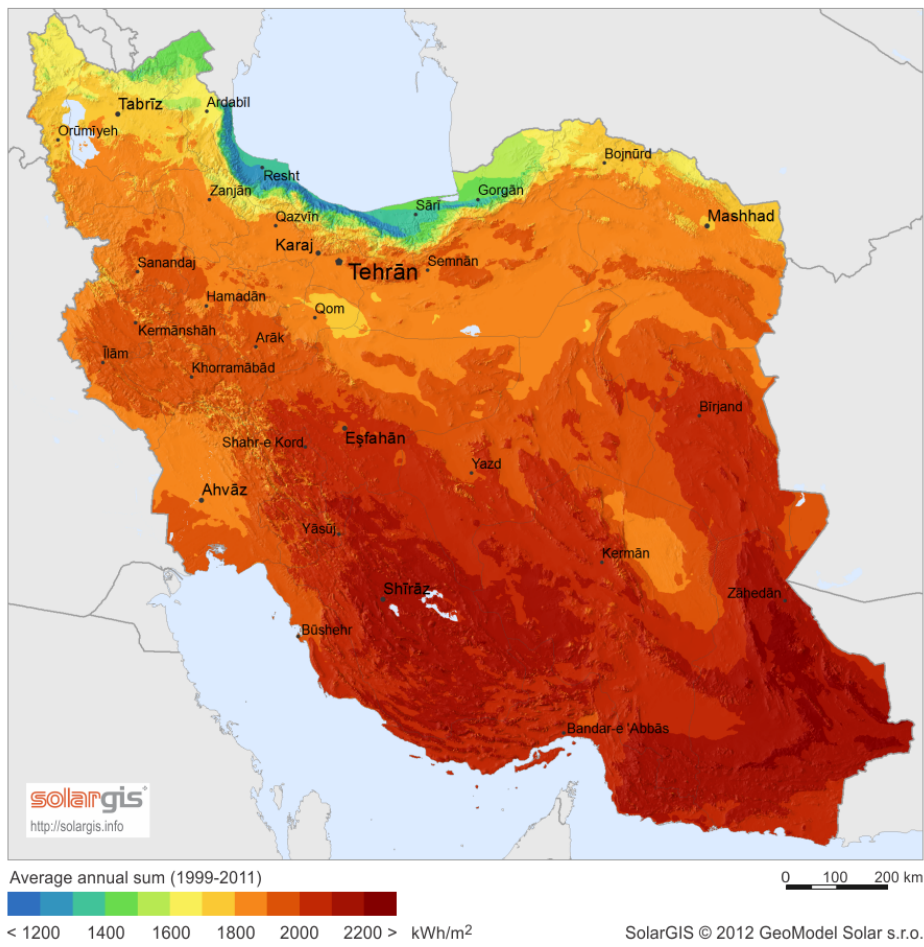 Tabrīz
Ardabīl
Orūmīyeh
Resht
Bojnūrd
Zanjān
Sārī
Gorgān
Qazvīn
Mashhad
Karaj
Tehrān
Semnān
Sanandaj
Hamadān
Qom
Kermānshāh
Arāk
Īlām
Khorramābād
Bīrjand
Shahr-e Kord
Eşfahān
Yazd
Ahvāz
Yāsūj
Kermān
Shīrāz
Zāhedān
Būshehr
Bandar-e 'Abbās
solargis
http://solargis.info
Average annual sum (1999-2011)
0 100 200 km
< 1200 1400 1600 1800 2000 2200 > kWh/m²
SolarGIS © 2012 GeoModel Solar s.r.o.